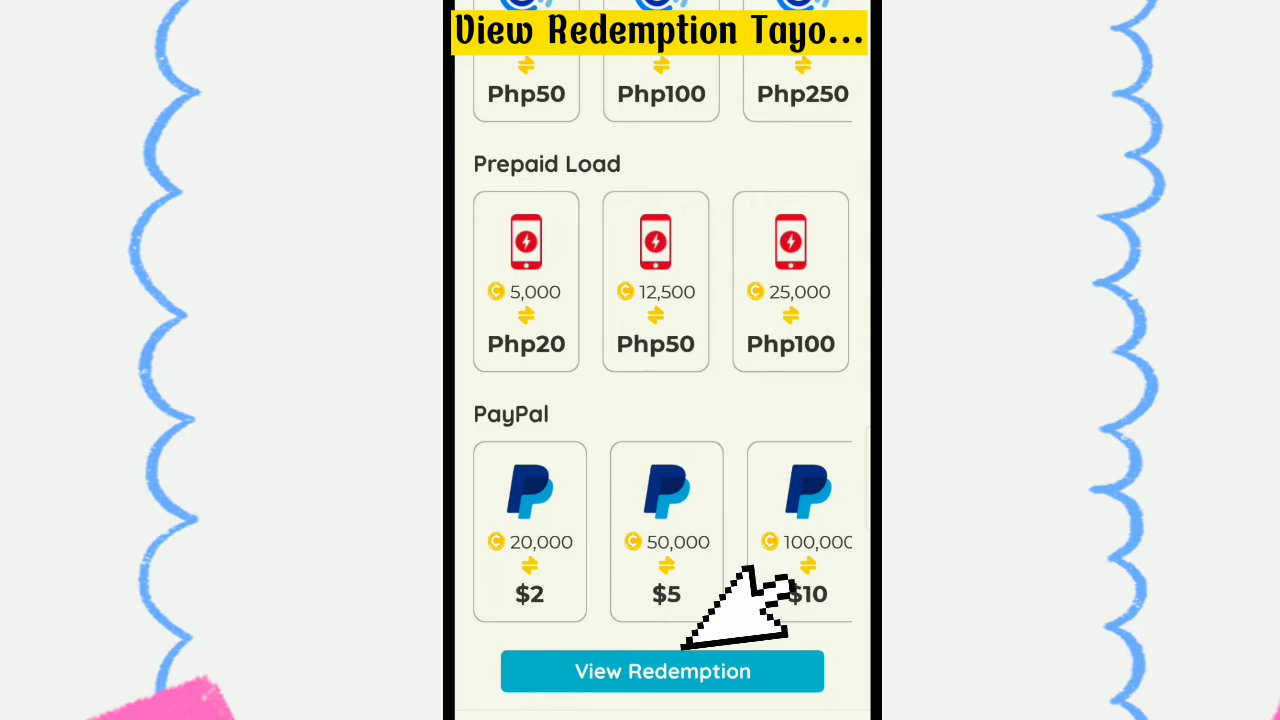 View Redemption Tayo...
Php50 Php100 Php250
Prepaid Load
5,000 12,500 25,000
Php20 Php50 Php100
PayPal
20,000 50,000 100,000
$2 $5 $10
View Redemption